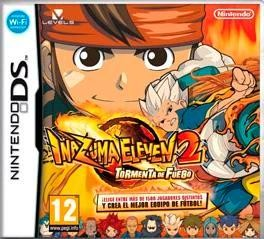 Nintendo
Wi-Fi
LEVEL5
Nintendo
NINTENDO DS
INAZUMA ELEVEN 2
TORMENTA DE FUEGO
¡ELIGE ENTRE MÁS DE 1500 JUGADORES DISTINTOS
Y CREA EL MEJOR EQUIPO DE FÚTBOL!
12
www.pegi.info